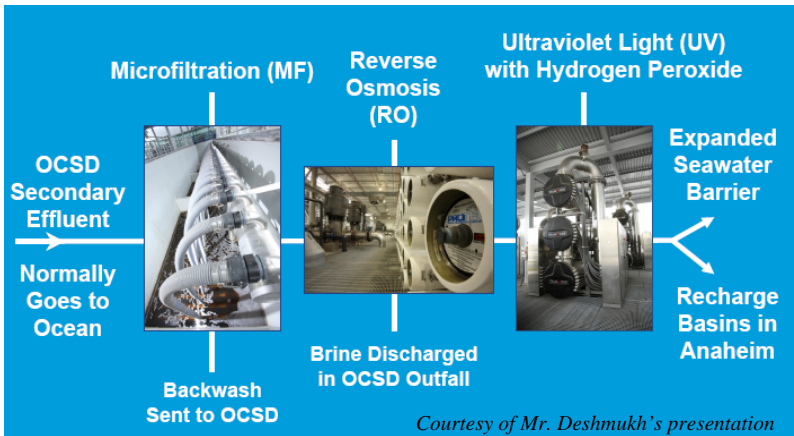 Microfiltration (MF)
Reverse
Osmosis
(RO)
Ultraviolet Light (UV)
with Hydrogen Peroxide
OCSD
Secondary
Effluent
Normally
Goes to
Ocean
Expanded
Seawater
Barrier
Recharge
Basins in
Anaheim
Backwash
Sent to OCSD
Brine Discharged
in OCSD Outfall
Courtesy of Mr. Deshmukh's presentation